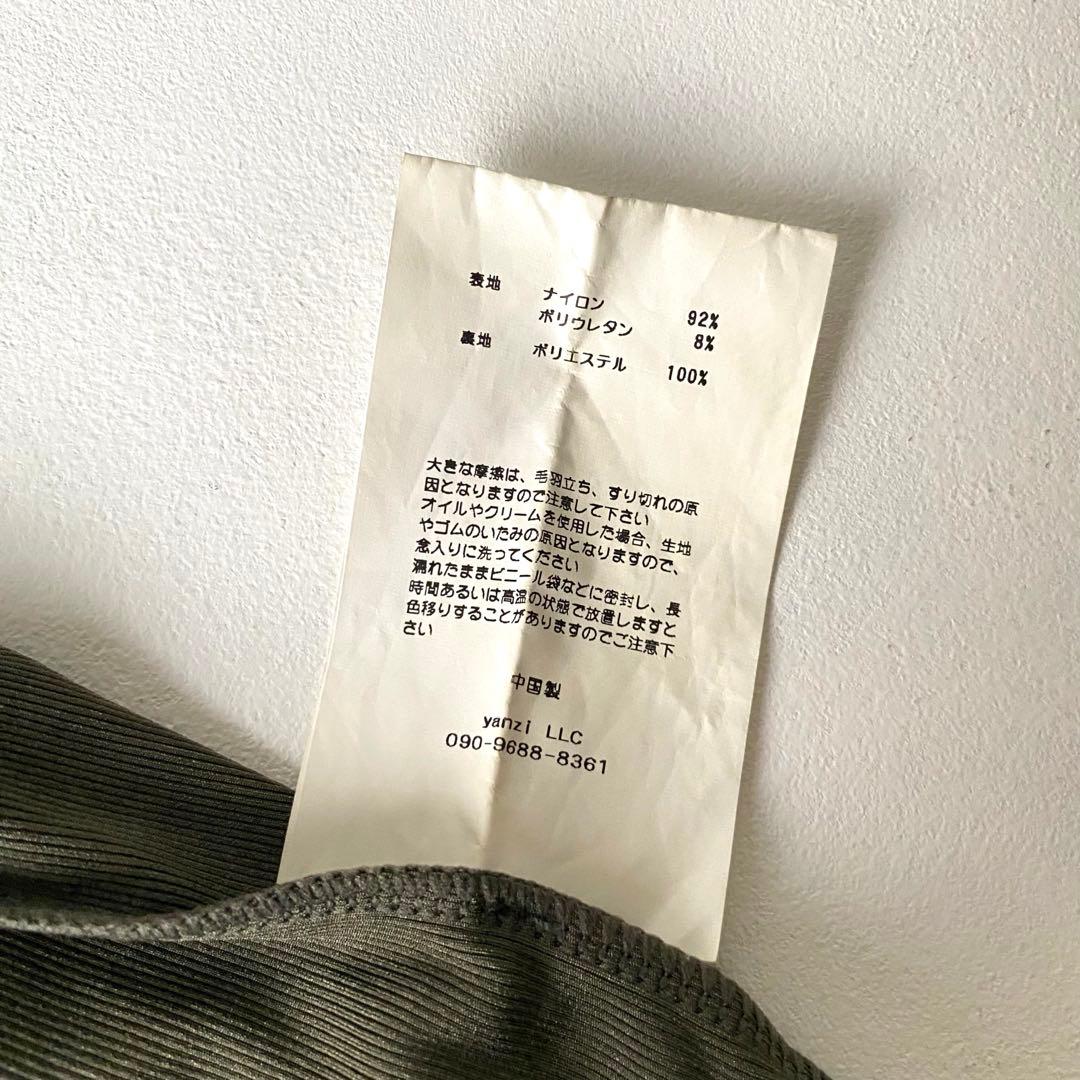 表地 ナイロン 92%
ポリウレタン 8%
裏地 ポリエステル 100%
大きな摩擦は、毛羽立ち、すり切れの原
因となりますので注意して下さい
オイルやクリームを使用した場合、生地
やゴムのいたみの原因となりますので、
念入りに洗ってください
濡れたままビニール袋などに密封し、長
時間あるいは高温の状態で放置しますと
色移りすることがありますのでご注意下
さい
中国製
yanzi LLC
090-9688-8361